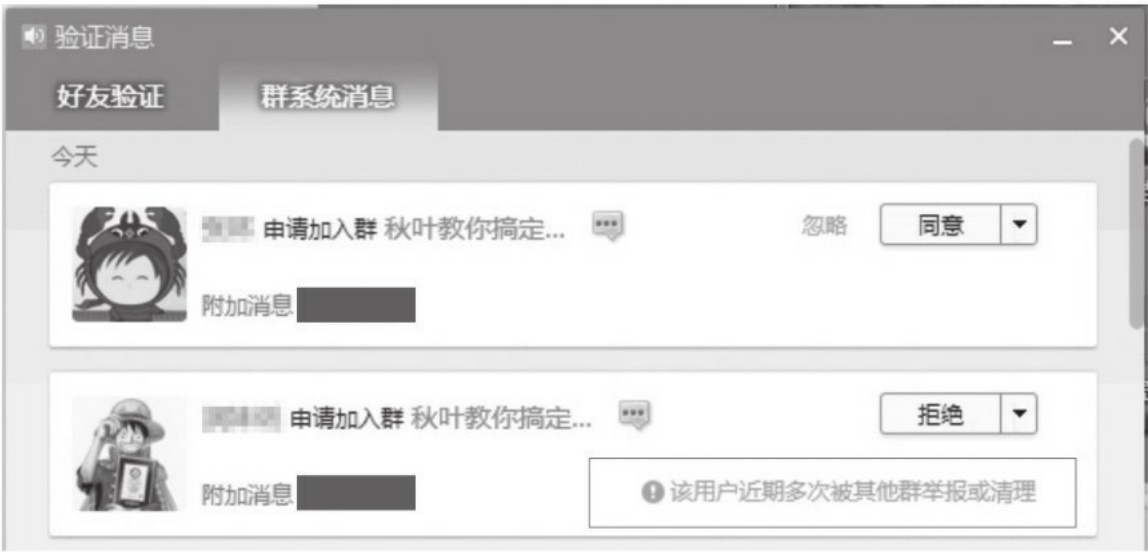 验证消息
好友验证 群系统消息
今天
申请加入群 秋叶教你搞定...
忽略 同意
附加消息
申请加入群 秋叶教你搞定...
拒绝
附加消息
该用户近期多次被其他群举报或清理